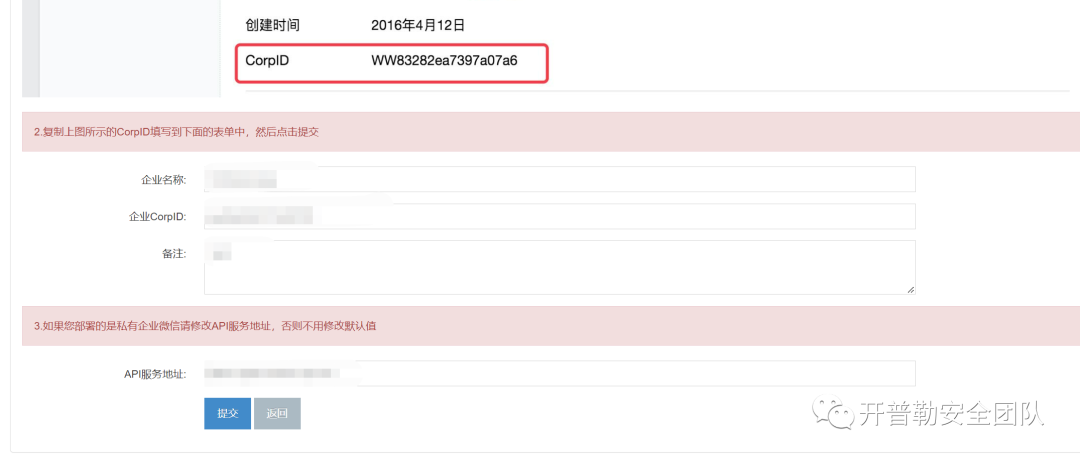 创建时间 2016年4月12日
CorpID WW83282ea7397a07a6
2.复制上图所示的CorpID填写到下面的表单中，然后点击提交
企业名称:
企业CorpID:
备注:
3.如果您部署的是私有企业微信请修改API服务地址，否则不用修改默认值
API服务地址:
提交 返回
开普勒安全团队